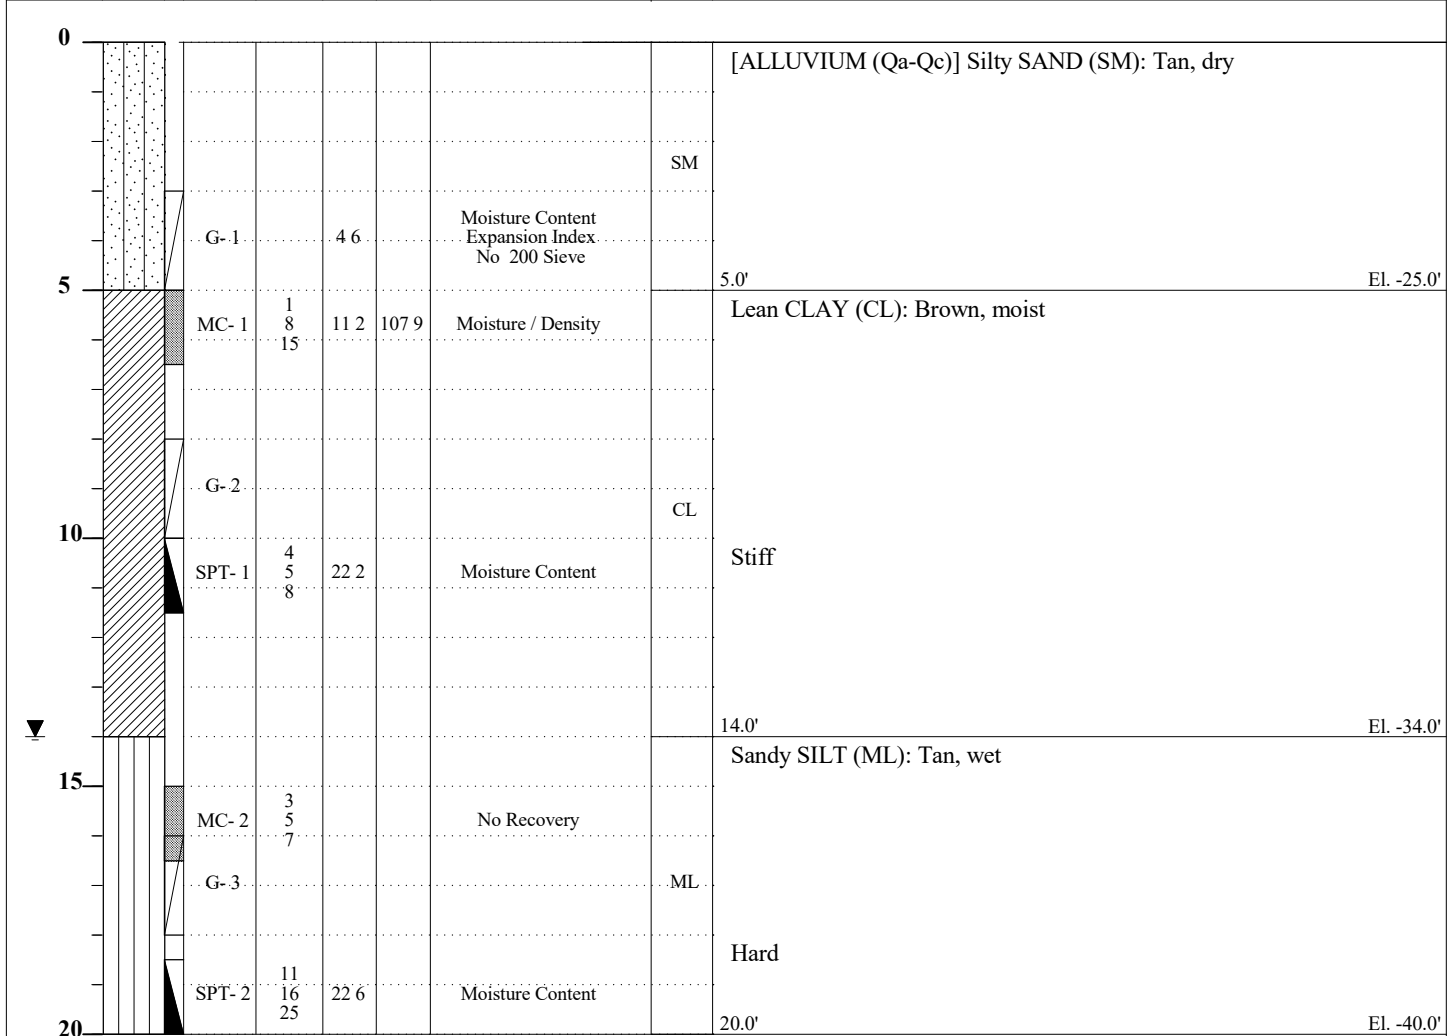 0
[ALLUVIUM (Qa-Qc)] Silty SAND (SM): Tan, dry
SM
G- 1 4 6 Moisture Content
Expansion Index
No 200 Sieve
5 5.0' El. -25.0'
Lean CLAY (CL): Brown, moist
MC- 1 1
8
15 11 2 107 9 Moisture / Density
G- 2
CL
10
Stiff
SPT- 1 4
5
8 22 2 Moisture Content
14.0' El. -34.0'
Sandy SILT (ML): Tan, wet
15
MC- 2 3
5
7 No Recovery
G- 3 ML
Hard
SPT- 2 11
16
25 22 6 Moisture Content
20 20.0' El. -40.0'